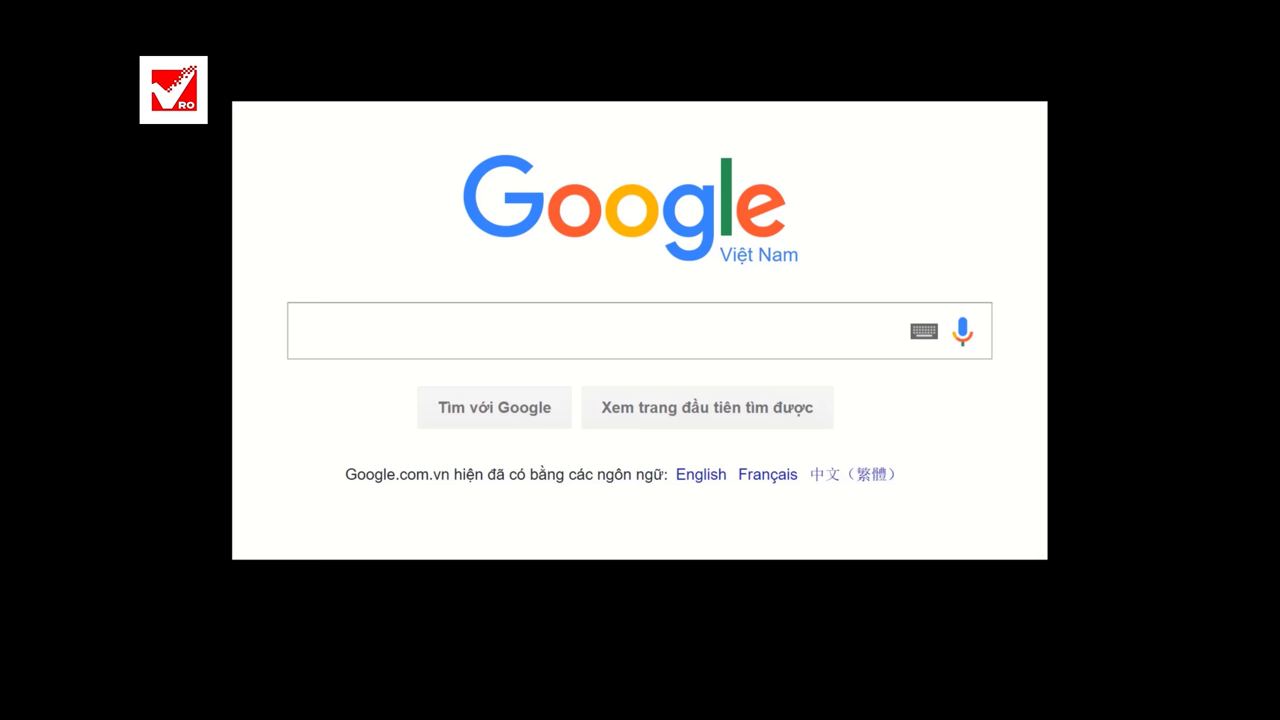 RO
Google
Việt Nam
Tìm với Google
Xem trang đầu tiên tìm được
Google.com.vn hiện đã có bằng các ngôn ngữ: English Français 中文（繁體）